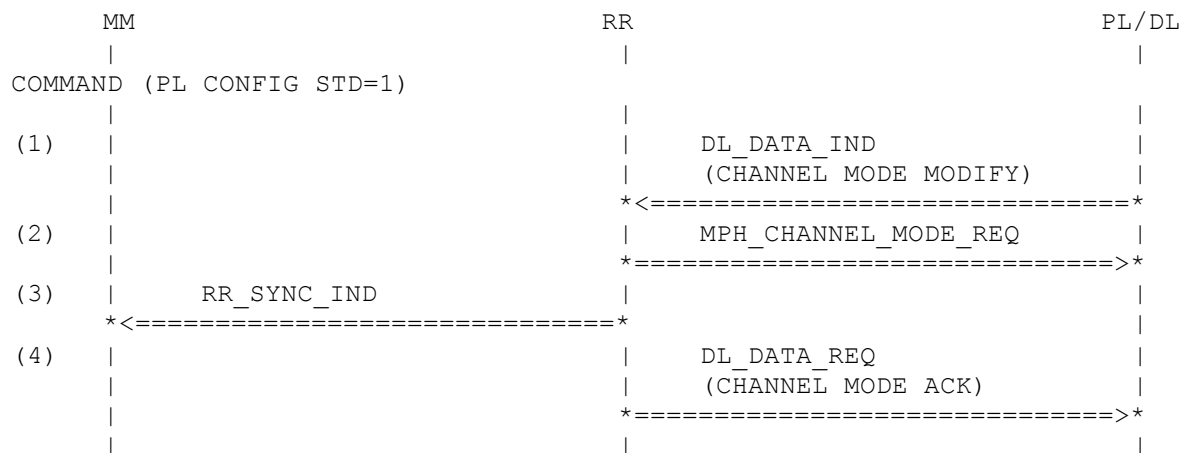 MM RR PL/DL
COMMAND (PL CONFIG STD=1)
(1) DL_DATA_IND
(CHANNEL MODE MODIFY)
*<==============================*
(2) MPH_CHANNEL_MODE_REQ
*==============================>*
(3) RR_SYNC_IND
*<==============================*
(4) DL_DATA_REQ
(CHANNEL MODE ACK)
*==============================>*